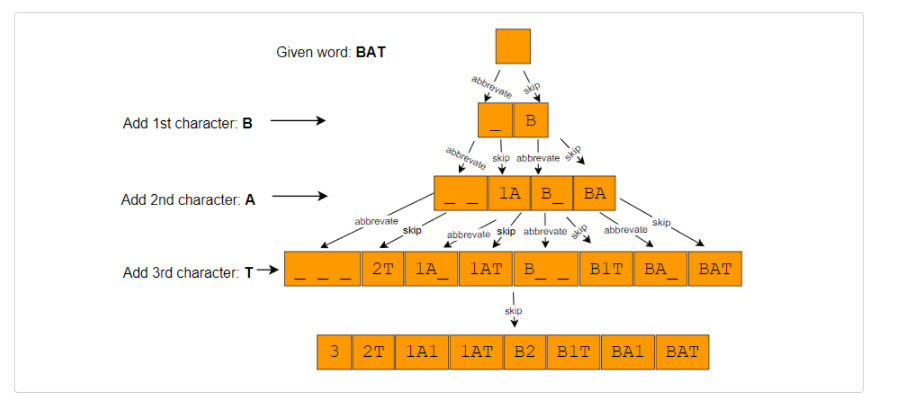 Given word: BAT
abbrevate skip
Add 1st character: B
_ B
abbrevate skip abbrevate skip
Add 2nd character: A
_ _ 1A B_ BA
abbrevate skip abbrevate skip abbrevate skip abbrevate skip
Add 3rd character: T
_ _ _ 2T 1A_ 1AT B_ _ B1T BA_ BAT
skip
3 2T 1A1 1AT B2 B1T BA1 BAT